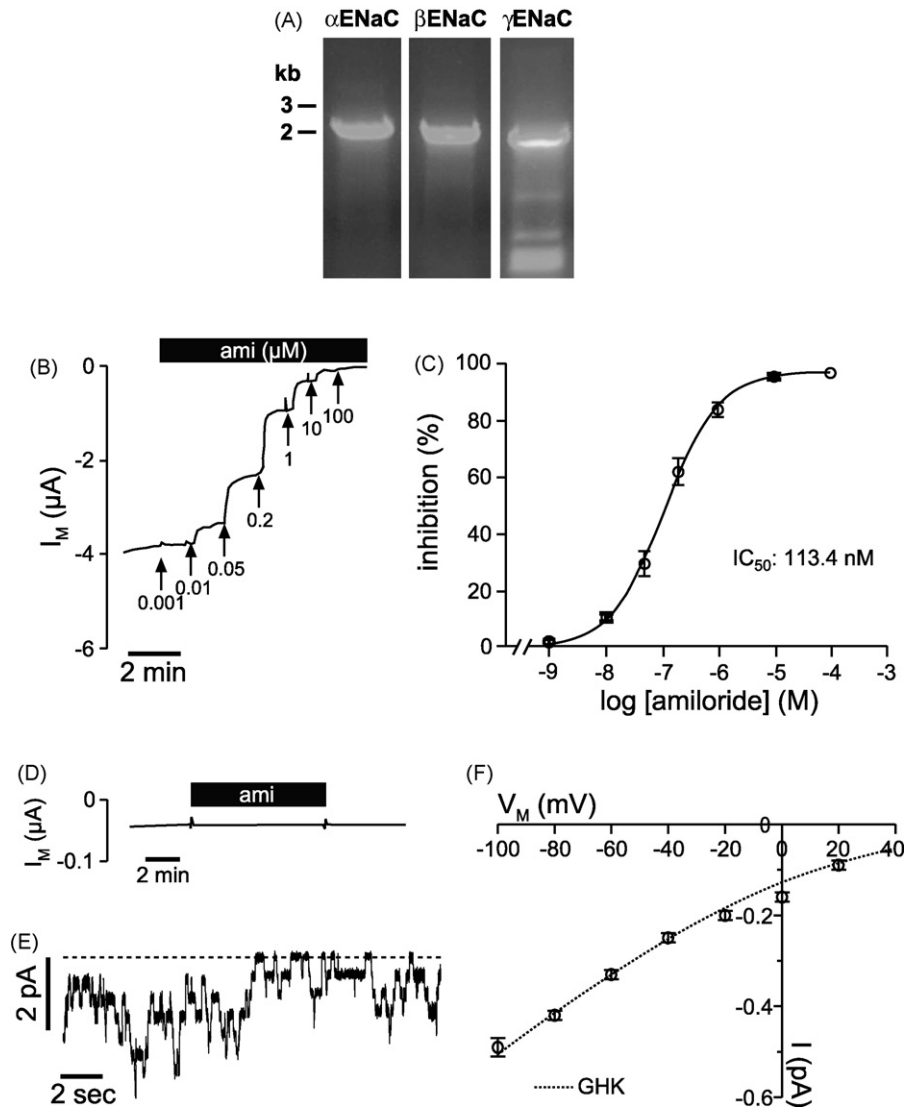 (A) αENaC βENaC γENaC
kb
3
2
(B)
ami (µM)
0
-2
-4
-6
I_M (µA)
0.001
0.01
0.05
0.2
1
10
100
2 min
(C)
100
80
60
40
20
0
inhibition (%)
IC50: 113.4 nM
-9 -8 -7 -6 -5 -4 -3
log [amiloride] (M)
(D)
ami
0
-0.1
I_M (µA)
2 min
(E)
2 pA
2 sec
(F)
V_M (mV)
0
-100 -80 -60 -40 -20 0 20 40
-0.2
-0.4
-0.6
I (pA)
GHK